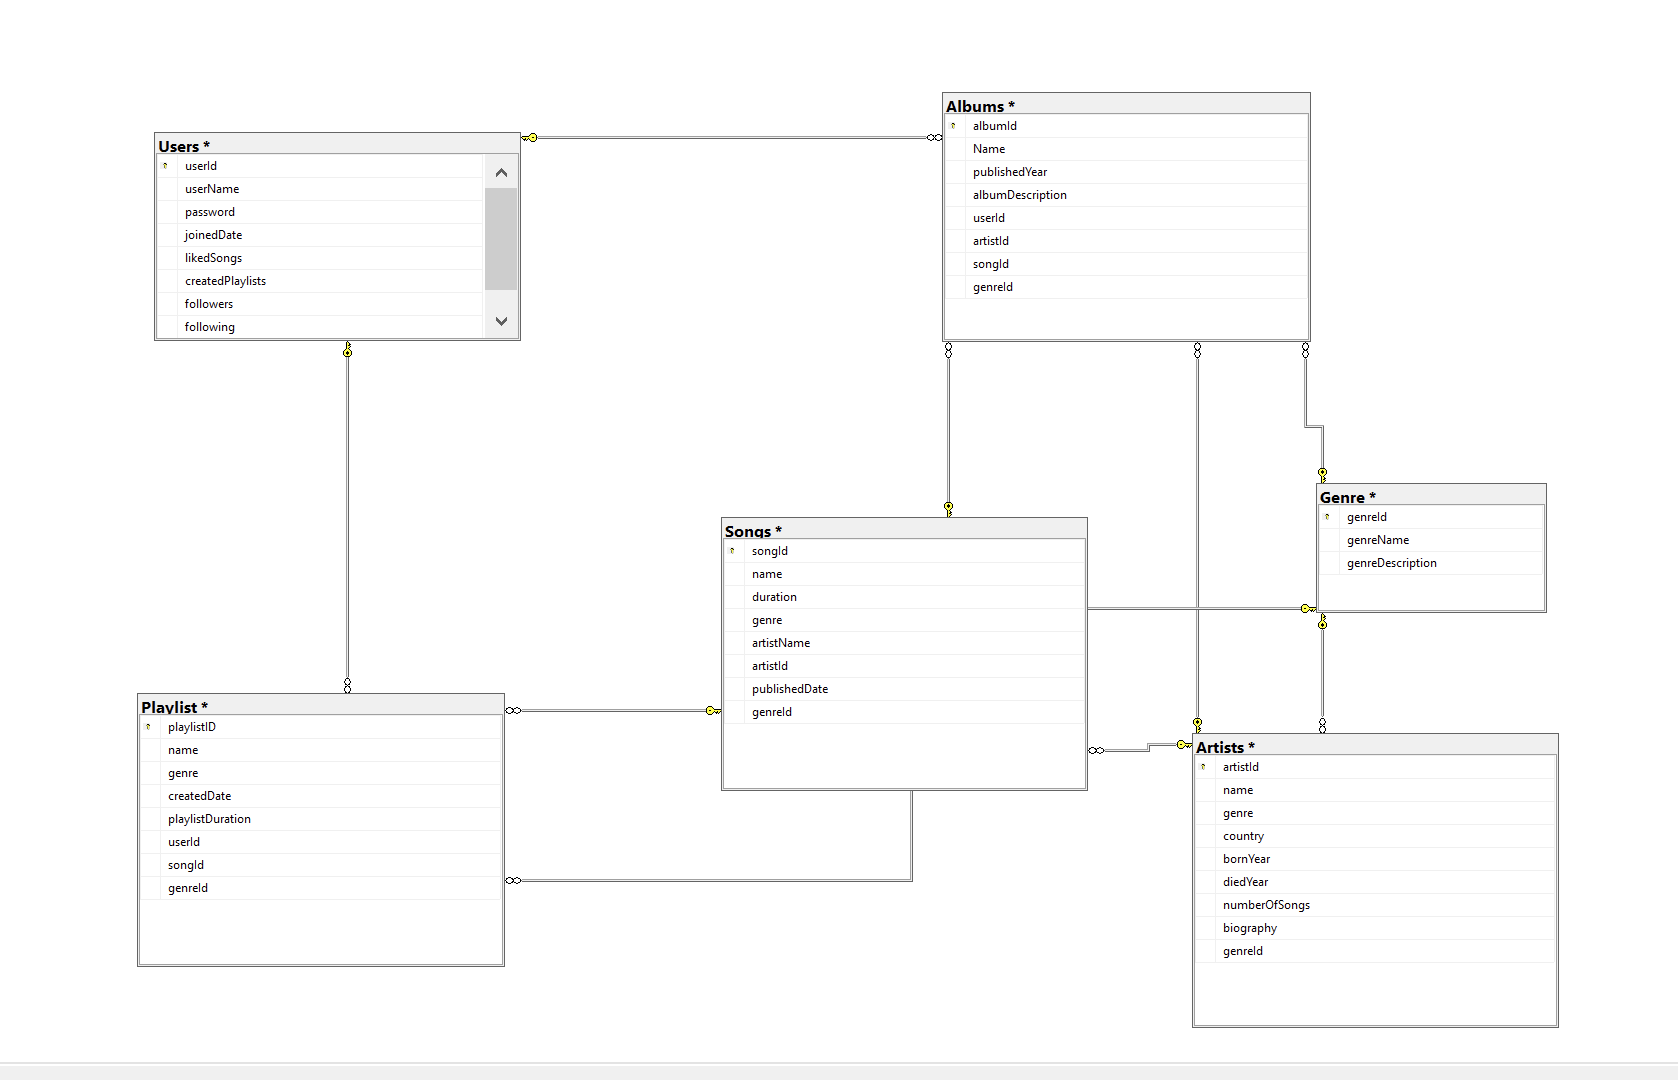 Users *
userId
userName
password
joinedDate
likedSongs
createdPlaylists
followers
following
Albums *
albumId
Name
publishedYear
albumDescription
userId
artistId
songId
genreId
Songs *
songId
name
duration
genre
artistName
artistId
publishedDate
genreId
Genre *
genreId
genreName
genreDescription
Playlist *
playlistID
name
genre
createdDate
playlistDuration
userId
songId
genreId
Artists *
artistId
name
genre
country
bornYear
diedYear
numberOfSongs
biography
genreId